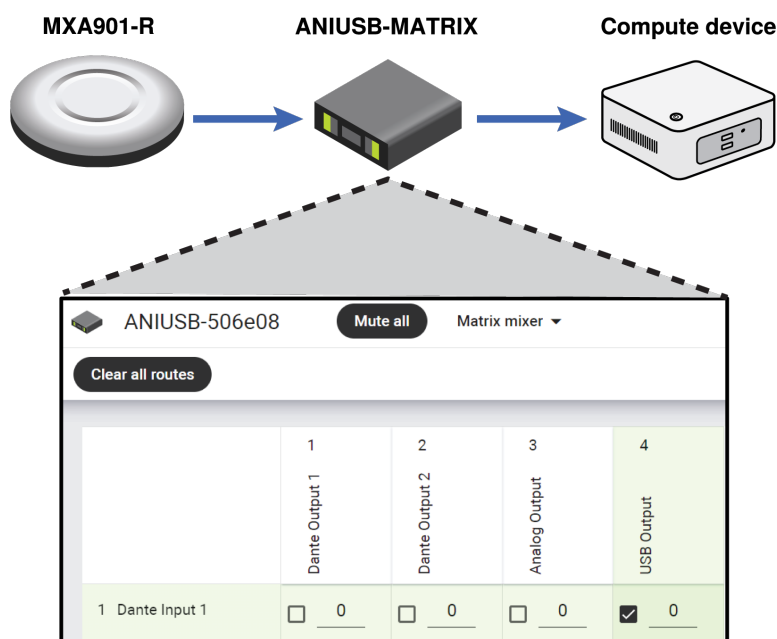 MXA901-R ANIUSB-MATRIX Compute device
ANIUSB-506e08 Mute all Matrix mixer
Clear all routes
1 2 3 4
Dante Output 1
Dante Output 2
Analog Output
USB Output
1 Dante Input 1 0 0 0 0